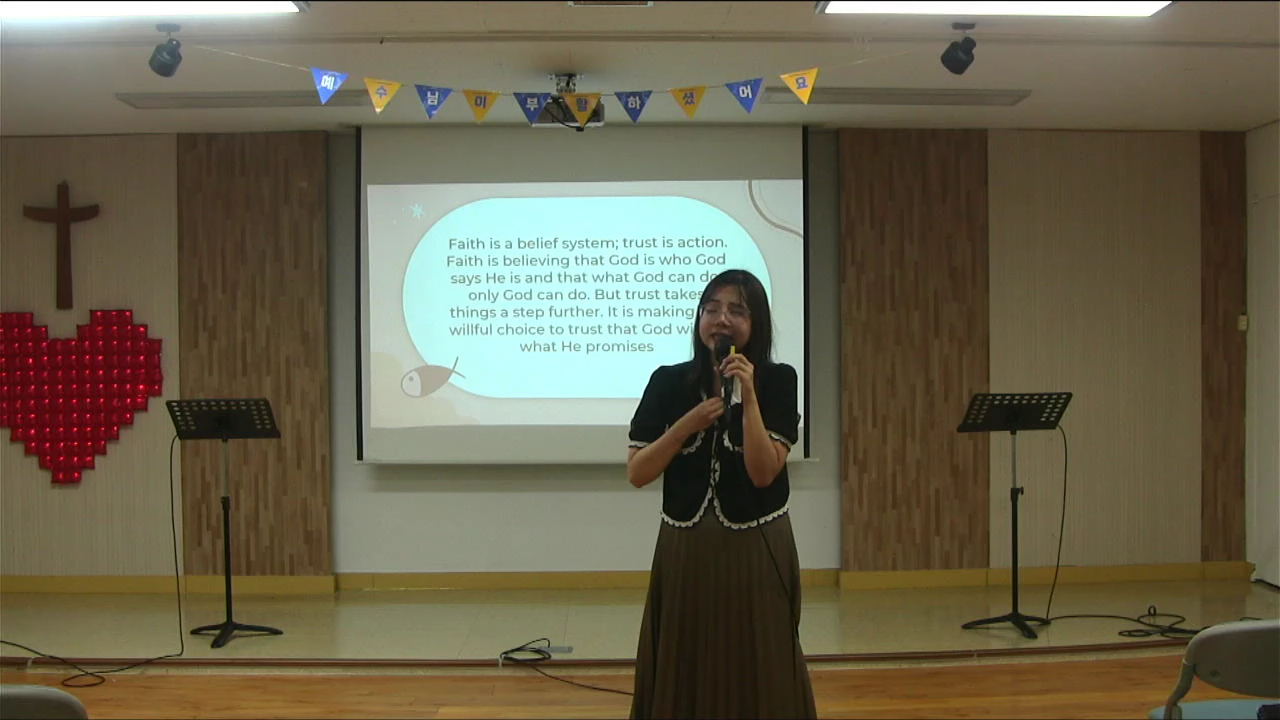 예수님이부활하셨어요
Faith is a belief system; trust is action.
Faith is believing that God is who God
says He is and that what God can do
only God can do. But trust takes
things a step further. It is making
willful choice to trust that God
what He promises